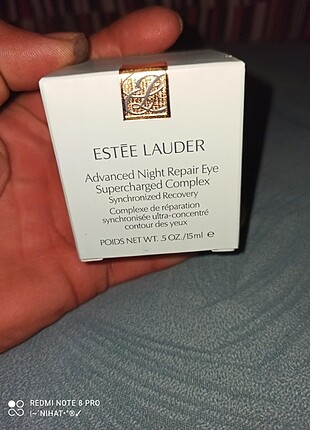 ESTĒE LAUDER
Advanced Night Repair Eye
Supercharged Complex
Synchronized Recovery
Complexe de réparation
synchronisée ultra-concentré
contour des yeux
POIDS NET WT. .5 OZ./15ml ℮
REDMI NOTE 8 PRO
(~´NIHAT•*®✓